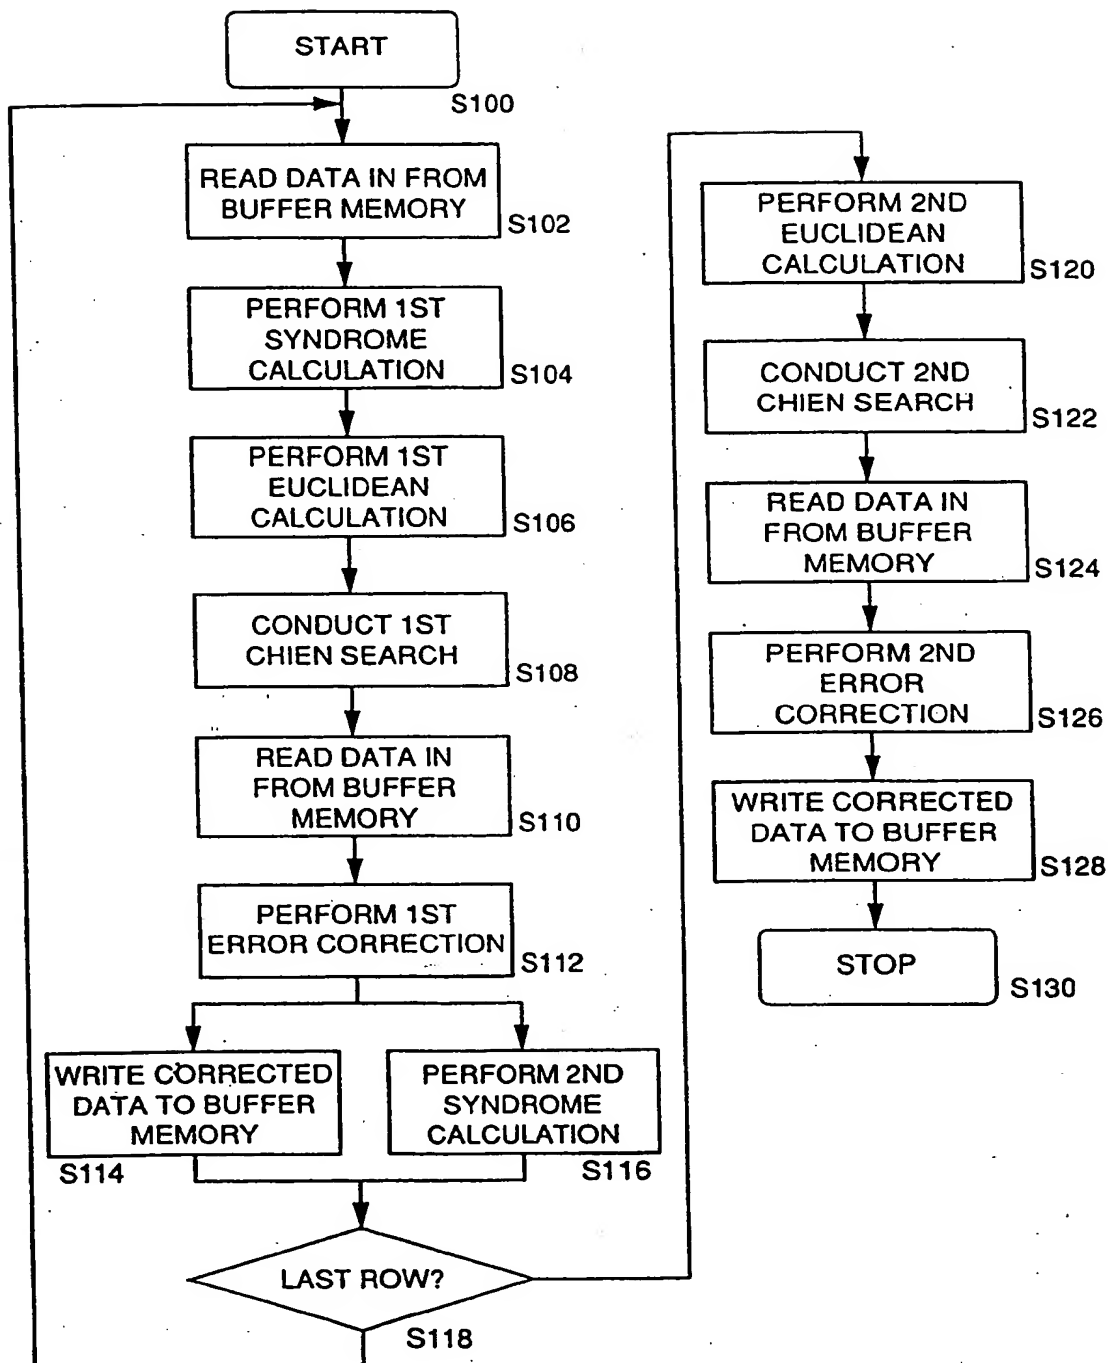 START
S100
READ DATA IN FROM
BUFFER MEMORY
S102
PERFORM 1ST
SYNDROME
CALCULATION
S104
PERFORM 1ST
EUCLIDEAN
CALCULATION
S106
CONDUCT 1ST
CHIEN SEARCH
S108
READ DATA IN
FROM BUFFER
MEMORY
S110
PERFORM 1ST
ERROR CORRECTION
S112
WRITE CORRECTED
DATA TO BUFFER
MEMORY
S114
PERFORM 2ND
SYNDROME
CALCULATION
S116
LAST ROW?
S118
PERFORM 2ND
EUCLIDEAN
CALCULATION
S120
CONDUCT 2ND
CHIEN SEARCH
S122
READ DATA IN
FROM BUFFER
MEMORY
S124
PERFORM 2ND
ERROR
CORRECTION
S126
WRITE CORRECTED
DATA TO BUFFER
MEMORY
S128
STOP
S130